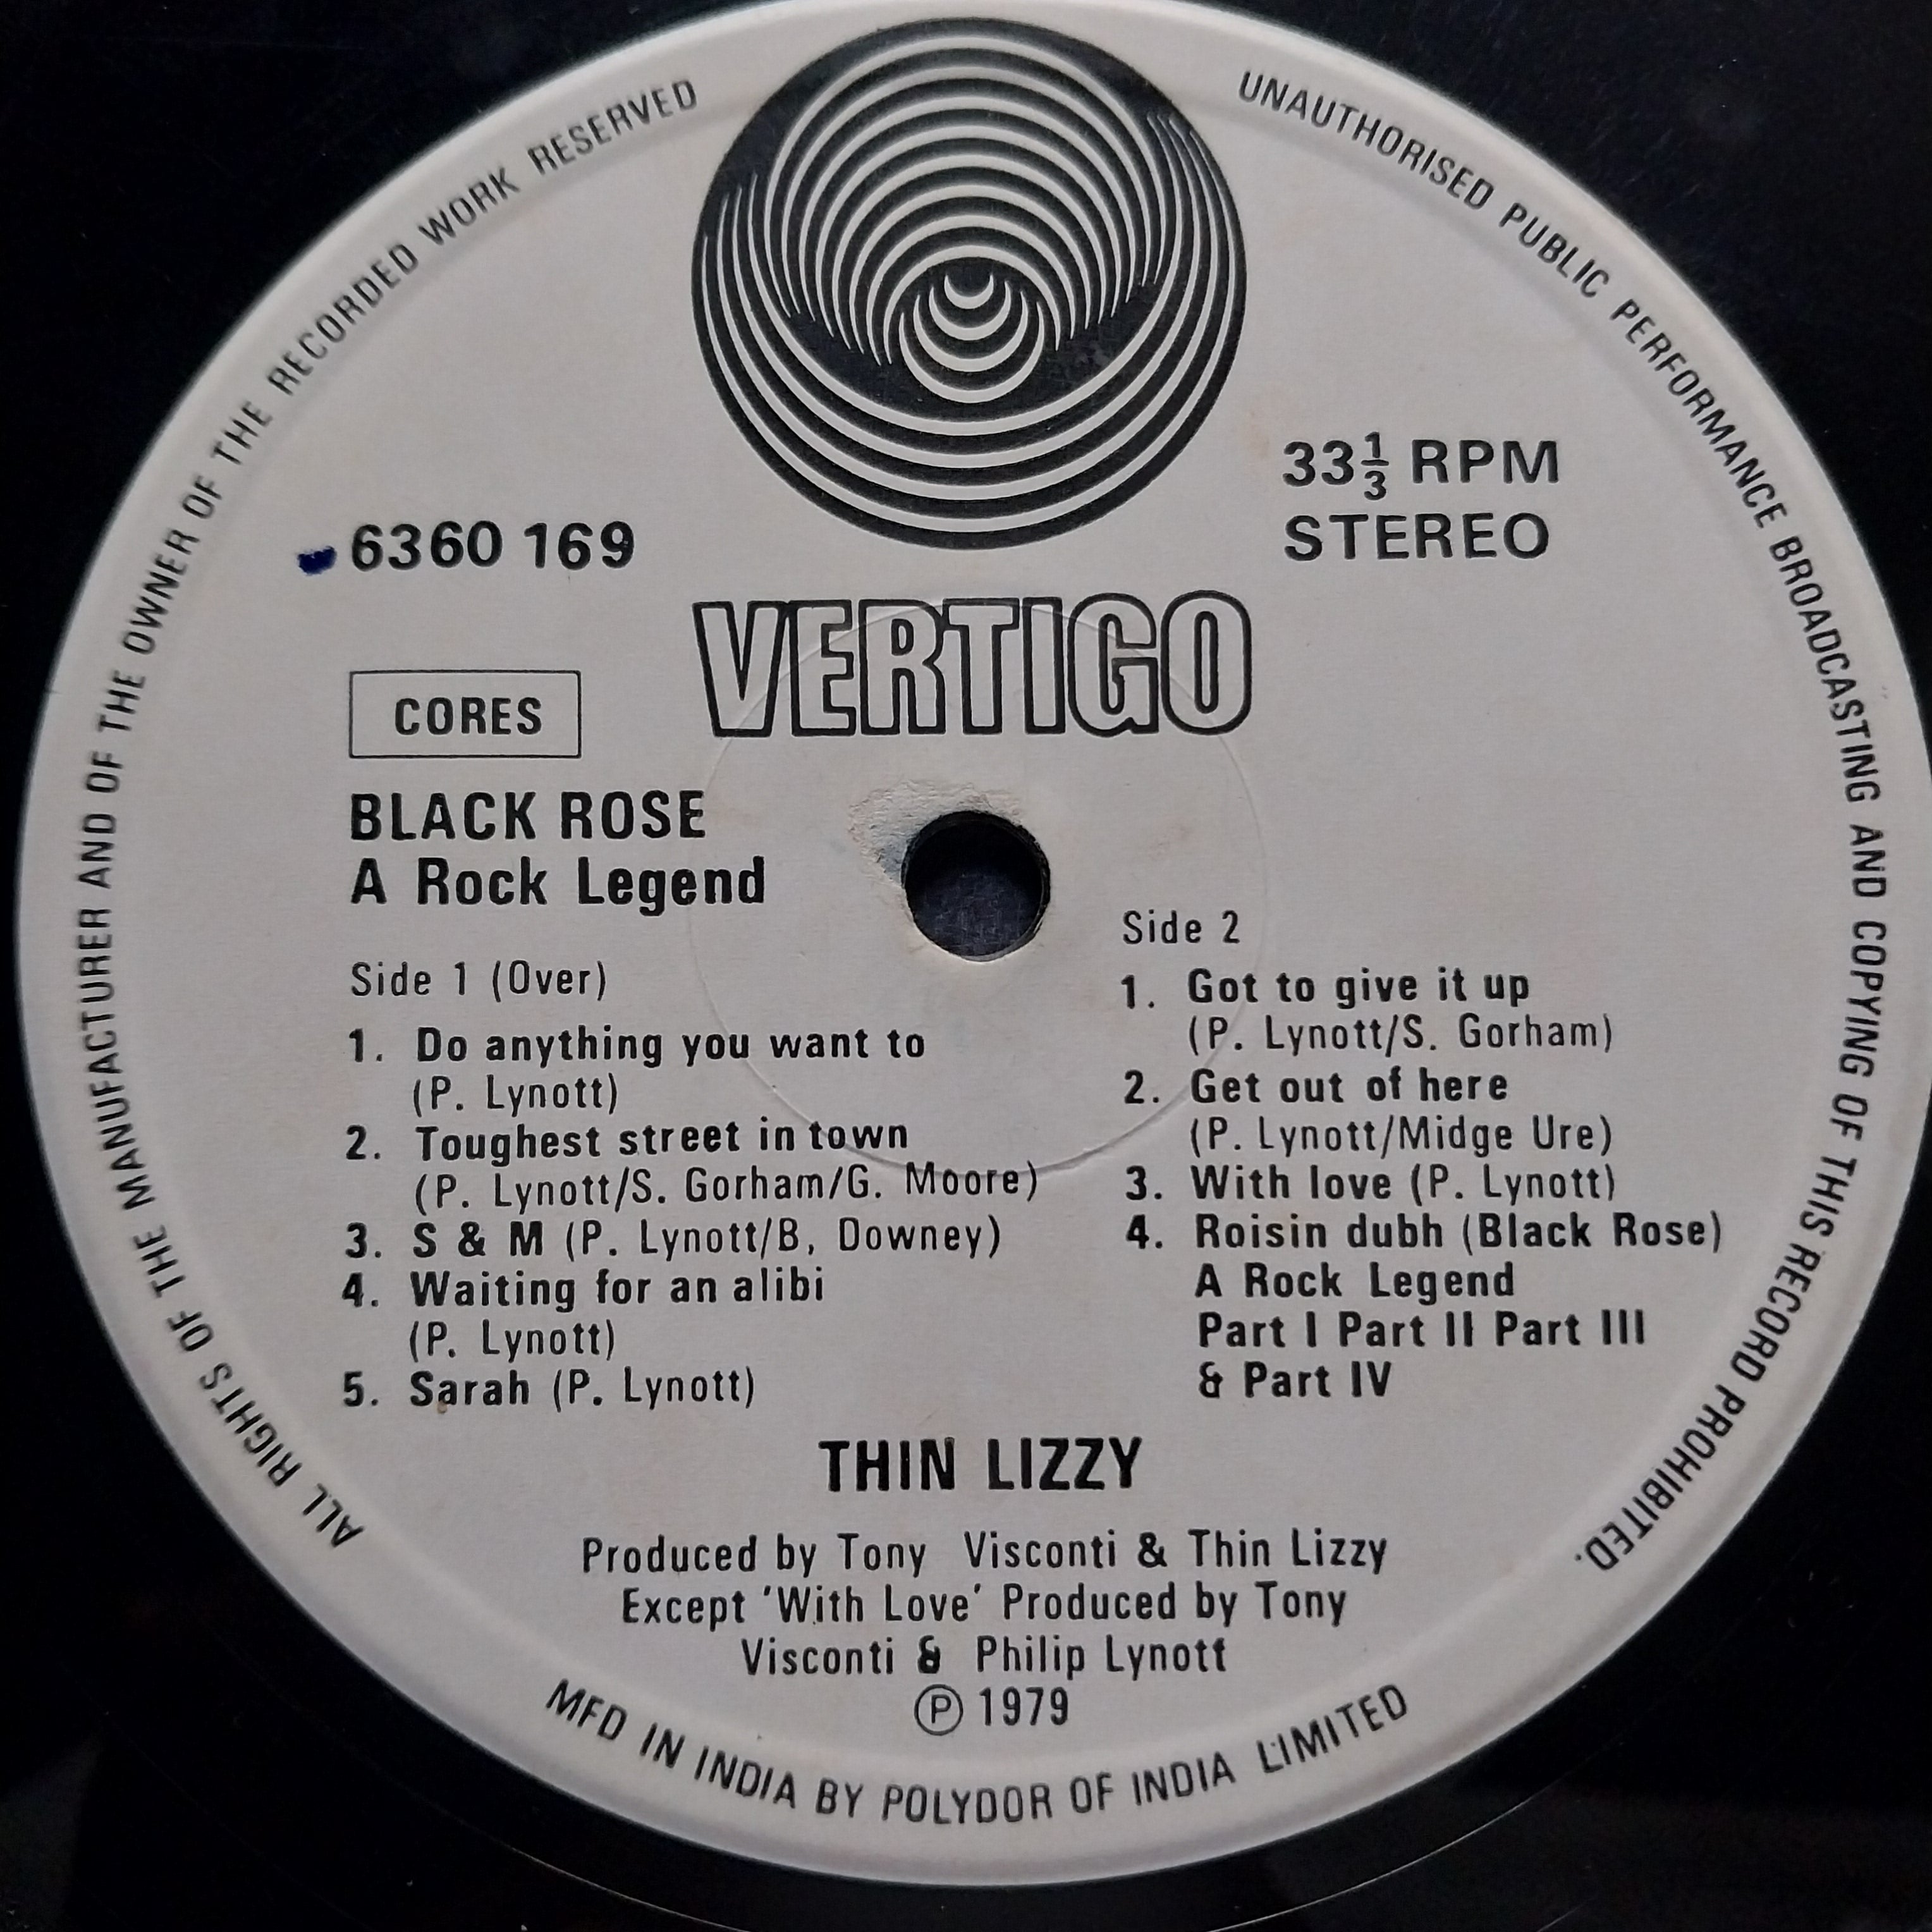 ALL RIGHTS OF THE MANUFACTURER AND OF THE OWNER OF THE RECORDED WORK RESERVED
UNAUTHORISED PUBLIC PERFORMANCE BROADCASTING AND COPYING OF THIS RECORD PROHIBITED.
33⅓ RPM
STEREO
6360 169
VERTIGO
CORES
BLACK ROSE
A Rock Legend
Side 1 (Over)
1. Do anything you want to
(P. Lynott)
2. Toughest street in town
(P. Lynott/S. Gorham/G. Moore)
3. S & M (P. Lynott/B, Downey)
4. Waiting for an alibi
(P. Lynott)
5. Sarah (P. Lynott)
Side 2
1. Got to give it up
(P. Lynott/S. Gorham)
2. Get out of here
(P. Lynott/Midge Ure)
3. With love (P. Lynott)
4. Roisin dubh (Black Rose)
A Rock Legend
Part I Part II Part III
& Part IV
THIN LIZZY
Produced by Tony Visconti & Thin Lizzy
Except 'With Love' Produced by Tony
Visconti & Philip Lynott
Ⓟ 1979
MFD IN INDIA BY POLYDOR OF INDIA LIMITED